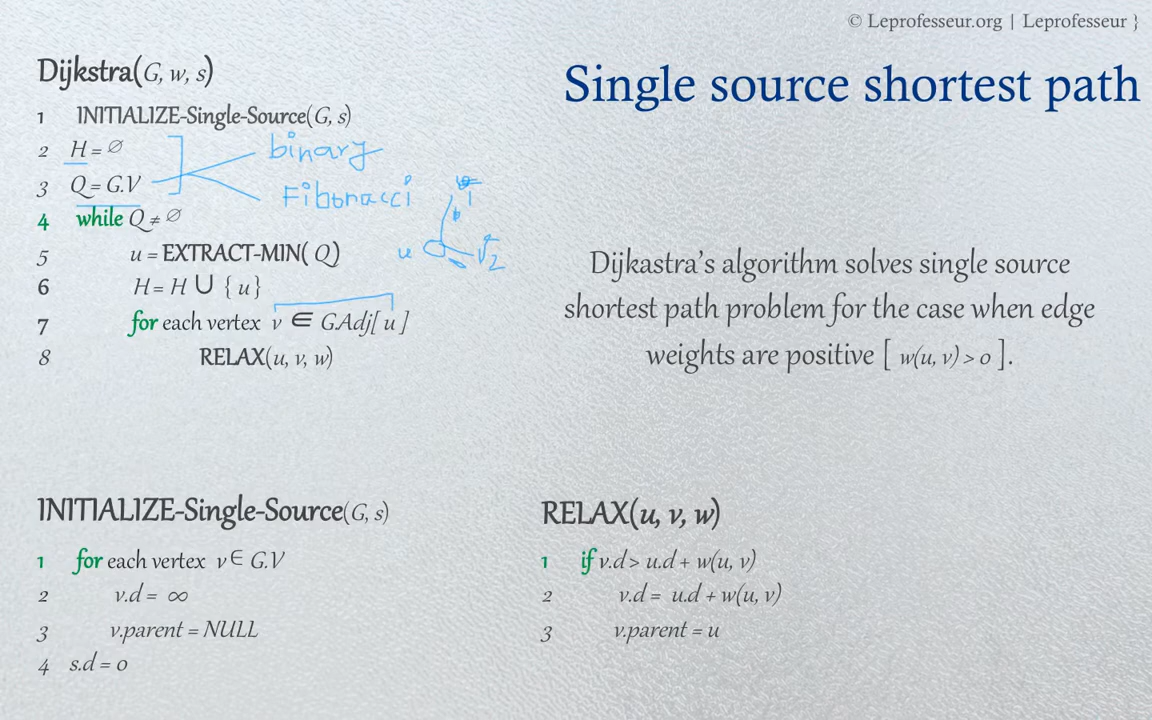 © Leprofesseur.org | Leprofesseur }
Single source shortest path
Dijkstra(G, w, s)
1 INITIALIZE-Single-Source(G, s)
2 H = ∅
3 Q = G.V
4 while Q ≠ ∅
5 u = EXTRACT-MIN( Q)
6 H = H ∪ { u }
7 for each vertex v ∈ G.Adj[ u ]
8 RELAX(u, v, w)
binary
Fibonacci
u
v2
Dijkastra's algorithm solves single source
shortest path problem for the case when edge
weights are positive [ w(u, v) > 0 ].
INITIALIZE-Single-Source(G, s)
1 for each vertex v ∈ G.V
2 v.d = ∞
3 v.parent = NULL
4 s.d = 0
RELAX(u, v, w)
1 if v.d > u.d + w(u, v)
2 v.d = u.d + w(u, v)
3 v.parent = u